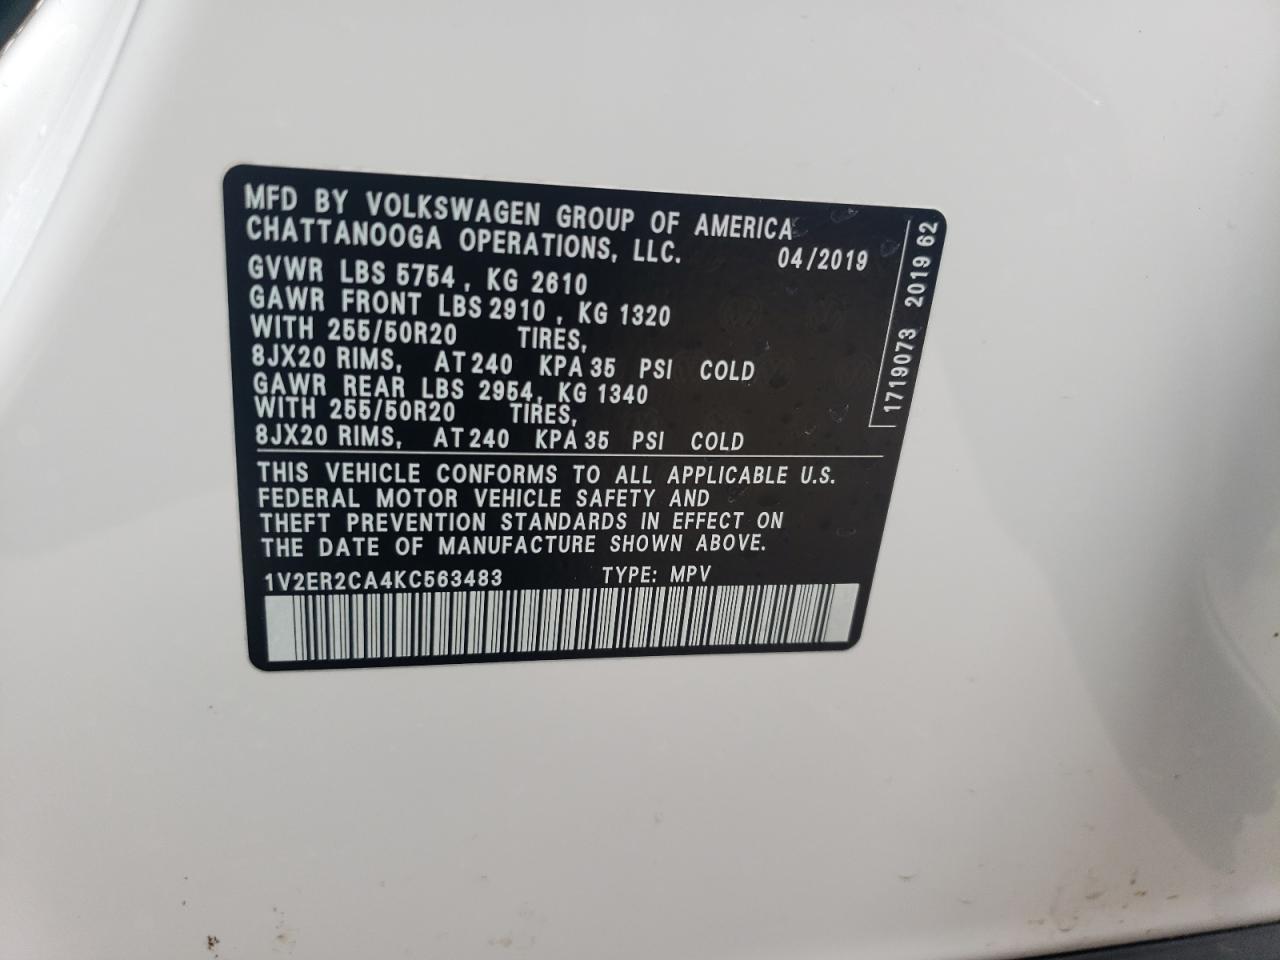 MFD BY VOLKSWAGEN GROUP OF AMERICA
CHATTANOOGA OPERATIONS, LLC.
04/2019
GVWR LBS 5754 , KG 2610
GAWR FRONT LBS 2910 , KG 1320
WITH 255/50R20 TIRES,
8JX20 RIMS, AT 240 KPA 35 PSI COLD
GAWR REAR LBS 2954, KG 1340
WITH 255/50R20 TIRES,
8JX20 RIMS, AT 240 KPA 35 PSI COLD
THIS VEHICLE CONFORMS TO ALL APPLICABLE U.S.
FEDERAL MOTOR VEHICLE SAFETY AND
THEFT PREVENTION STANDARDS IN EFFECT ON
THE DATE OF MANUFACTURE SHOWN ABOVE.
1V2ER2CA4KC563483 TYPE: MPV
1719073 2019 62